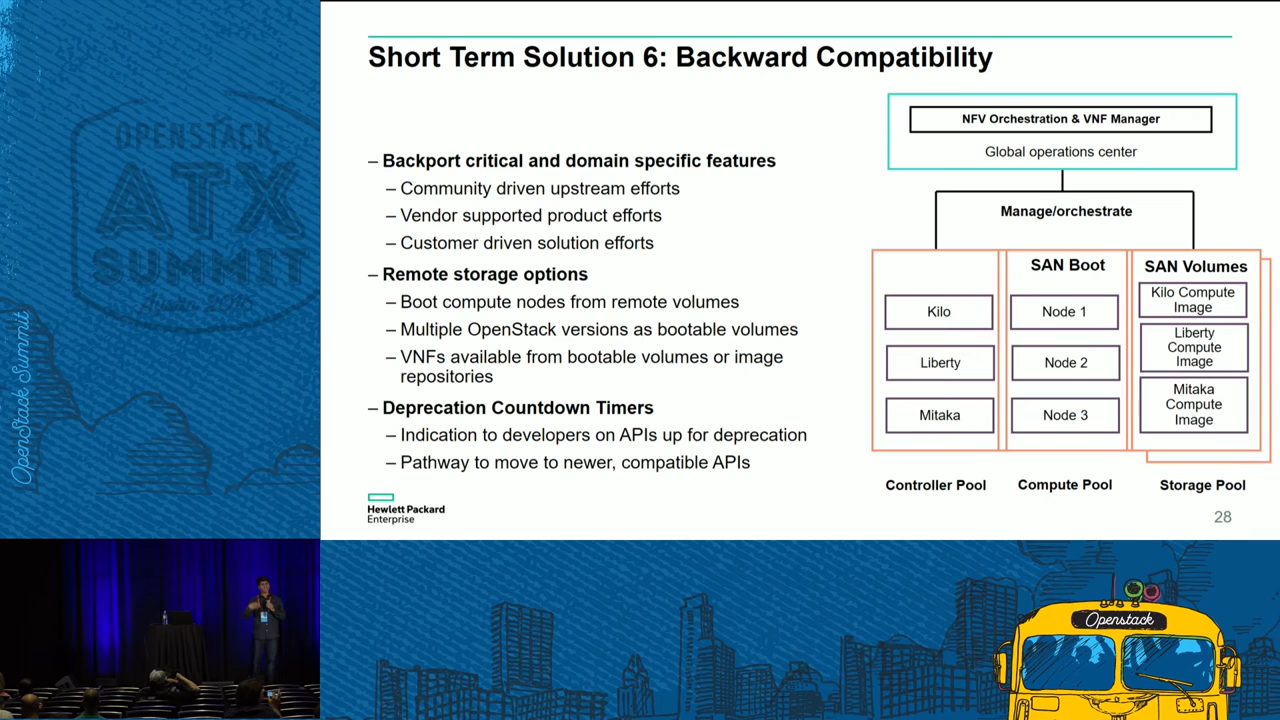 OPENSTACK
ATX
SUMMIT
Austin 2016
OpenStack Summit
Short Term Solution 6: Backward Compatibility
– Backport critical and domain specific features
– Community driven upstream efforts
– Vendor supported product efforts
– Customer driven solution efforts
– Remote storage options
– Boot compute nodes from remote volumes
– Multiple OpenStack versions as bootable volumes
– VNFs available from bootable volumes or image
repositories
– Deprecation Countdown Timers
– Indication to developers on APIs up for deprecation
– Pathway to move to newer, compatible APIs
NFV Orchestration & VNF Manager
Global operations center
Manage/orchestrate
Kilo
Liberty
Mitaka
Controller Pool
SAN Boot
Node 1
Node 2
Node 3
Compute Pool
SAN Volumes
Kilo Compute
Image
Liberty
Compute
Image
Mitaka
Compute
Image
Storage Pool
Hewlett Packard
Enterprise
28
Openstack